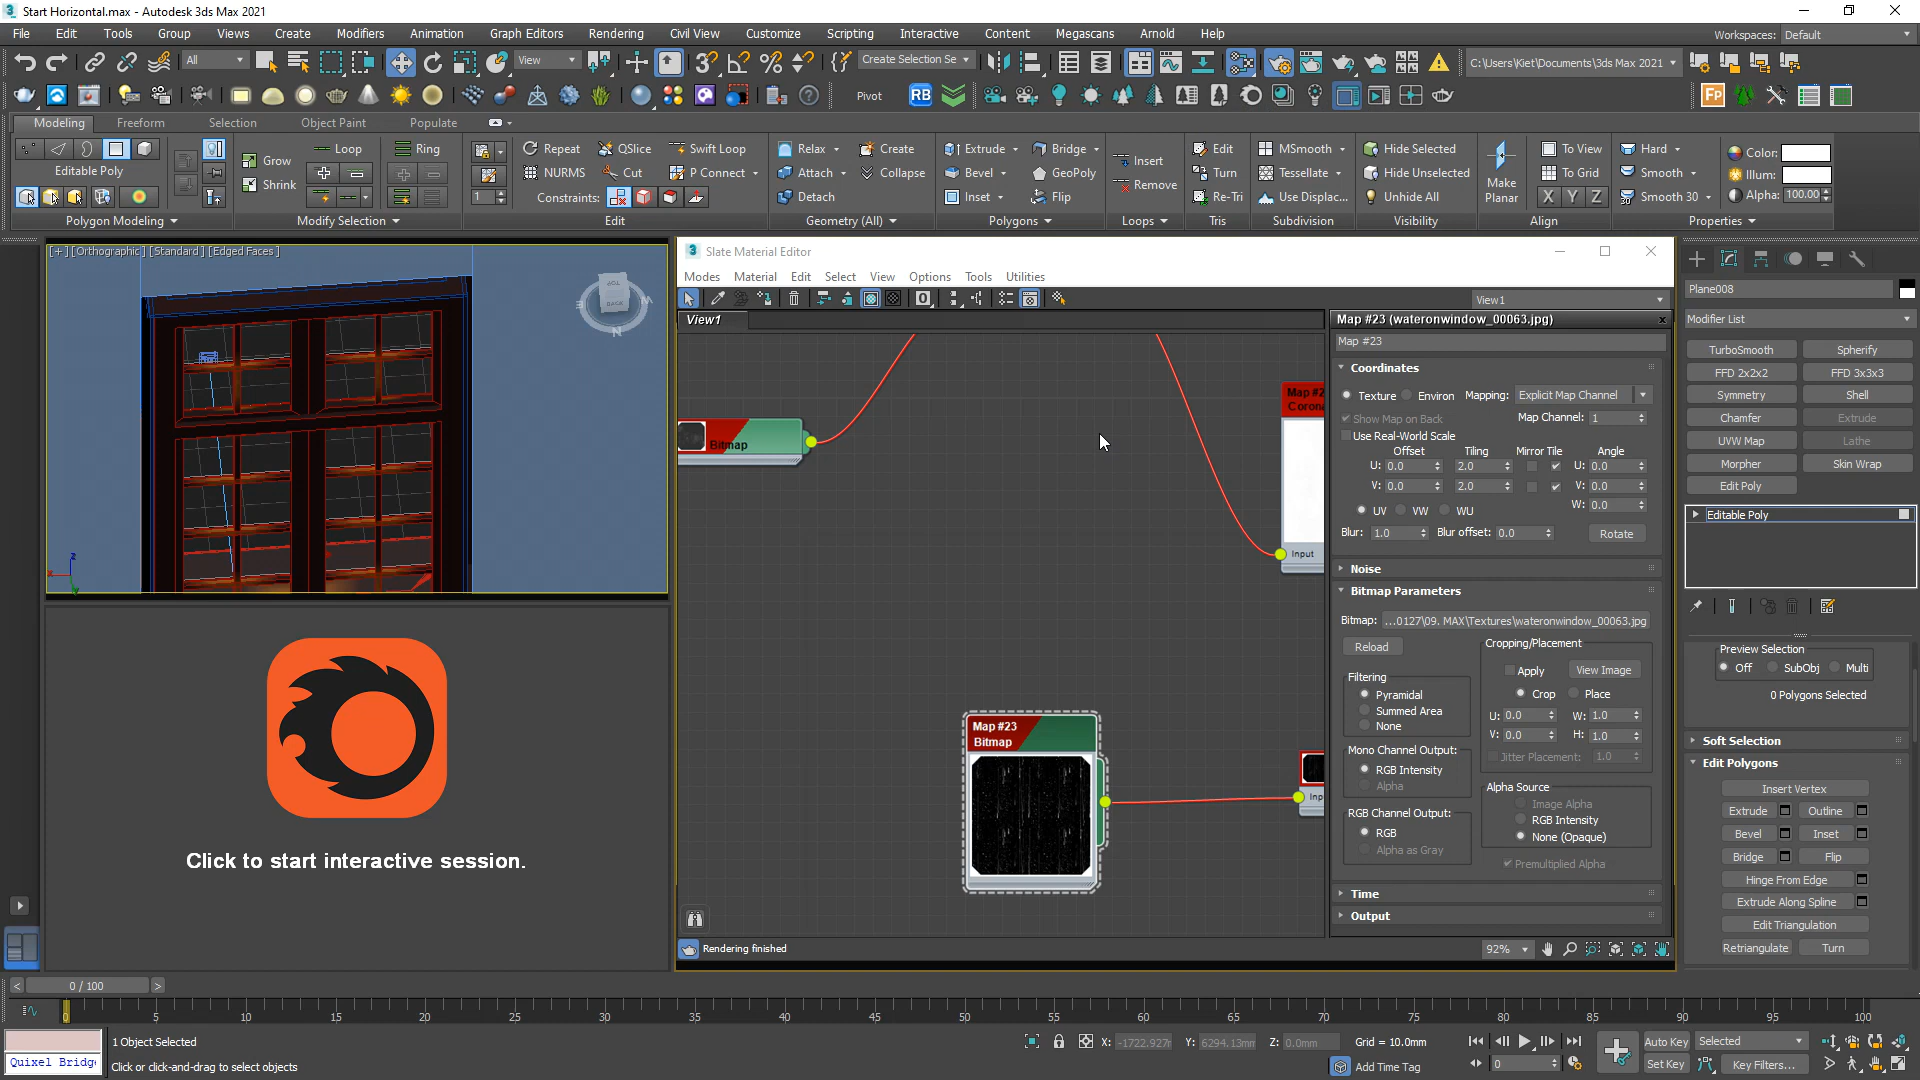 Start Horizontal.max - Autodesk 3ds Max 2021
File Edit Tools Group Views Create Modifiers Animation Graph Editors Rendering Civil View Customize Scripting Interactive Content Megascans Arnold Help
Workspaces: Default
All View Create Selection Se C:\Users\Kiet\Documents\3ds Max 2021
Pivot RB Fp
Modeling Freeform Selection Object Paint Populate
Loop Ring Repeat QSlice Swift Loop Relax Create Extrude Bridge Edit MSmooth Hide Selected To View Hard Color:
Grow Insert
Editable Poly NURMS Cut P Connect Attach Collapse Bevel GeoPoly Turn Tessellate Hide Unselected Make Planar To Grid Smooth Illum:
Shrink Remove
1 Constraints: Detach Inset Flip Re-Tri Use Displac... Unhide All X Y Z Smooth 30 Alpha: 100.00
Polygon Modeling Modify Selection Edit Geometry (All) Polygons Loops Tris Subdivision Visibility Align Properties
[+] [Orthographic] [Standard] [Edged Faces]
TOP
BACK
N
z
Click to start interactive session.
Slate Material Editor
Modes Material Edit Select View Options Tools Utilities
View1
View1
Bitmap
Map #2
Corona
Input
Map #23
Bitmap
Inp
Rendering finished
92%
Map #23 (wateronwindow_00063.jpg)
Map #23
Coordinates
Texture Environ Mapping: Explicit Map Channel
Show Map on Back Map Channel: 1
Use Real-World Scale
Offset Tiling Mirror Tile Angle
U: 0.0 2.0 U: 0.0
V: 0.0 2.0 V: 0.0
W: 0.0
UV VW WU
Blur: 1.0 Blur offset: 0.0 Rotate
Noise
Bitmap Parameters
Bitmap: ...0127\09. MAX\Textures\wateronwindow_00063.jpg
Reload
Cropping/Placement
Apply View Image
Crop Place
U: 0.0 W: 1.0
V: 0.0 H: 1.0
Jitter Placement: 1.0
Filtering
Pyramidal
Summed Area
None
Mono Channel Output:
RGB Intensity
Alpha
RGB Channel Output:
RGB
Alpha as Gray
Alpha Source
Image Alpha
RGB Intensity
None (Opaque)
Premultiplied Alpha
Time
Output
Plane008
Modifier List
TurboSmooth Spherify
FFD 2x2x2 FFD 3x3x3
Symmetry Shell
Chamfer Extrude
UVW Map Lathe
Morpher Skin Wrap
Edit Poly
Editable Poly
Preview Selection
Off SubObj Multi
0 Polygons Selected
Soft Selection
Edit Polygons
Insert Vertex
Extrude Outline
Bevel Inset
Bridge Flip
Hinge From Edge
Extrude Along Spline
Edit Triangulation
Retriangulate Turn
< 0 / 100 >
0 5 10 15 20 25 30 35 40 45 50 55 60 65 70 75 80 85 90 95 100
1 Object Selected
X: -1722.927m Y: 6294.13mm Z: 0.0mm Grid = 10.0mm
Auto Key Selected
Quixel Bridg
Click or click-and-drag to select objects
Add Time Tag
0
Set Key Key Filters...